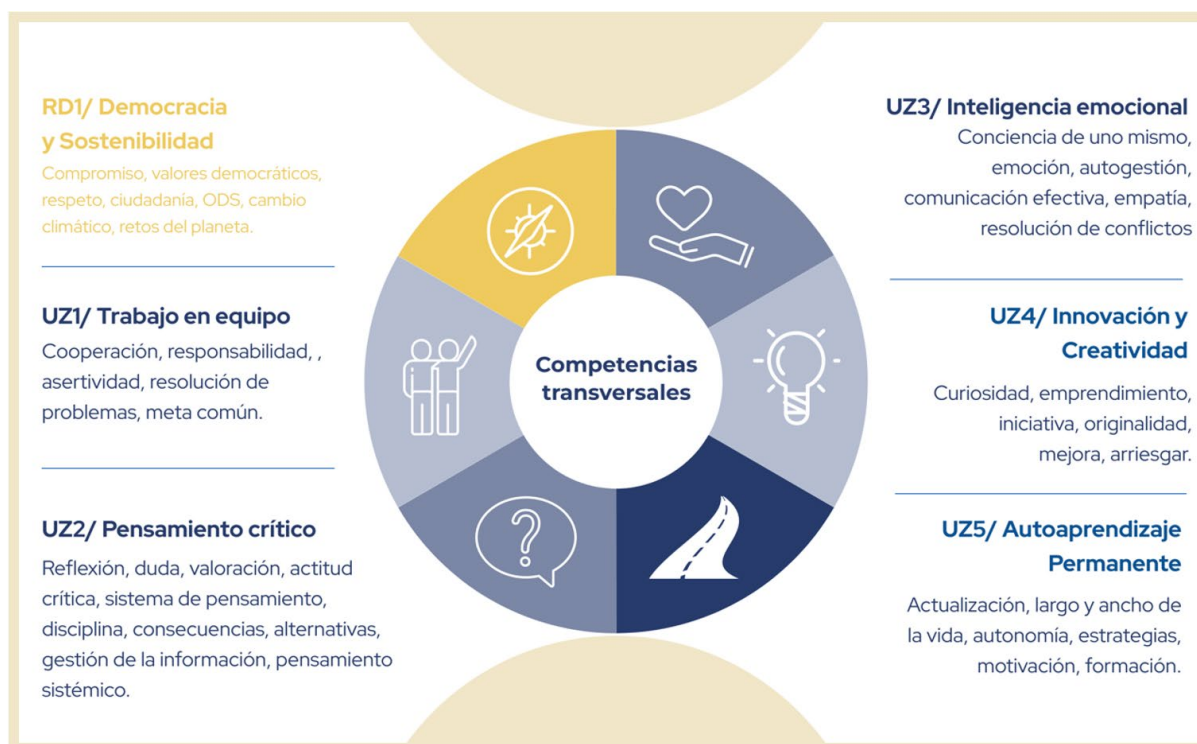 RD1/ Democracia
y Sostenibilidad
Compromiso, valores democráticos,
respeto, ciudadanía, ODS, cambio
climático, retos del planeta.
UZ1/ Trabajo en equipo
Cooperación, responsabilidad, ,
asertividad, resolución de
problemas, meta común.
UZ2/ Pensamiento crítico
Reflexión, duda, valoración, actitud
crítica, sistema de pensamiento,
disciplina, consecuencias, alternativas,
gestión de la información, pensamiento
sistémico.
Competencias
transversales
UZ3/ Inteligencia emocional
Conciencia de uno mismo,
emoción, autogestión,
comunicación efectiva, empatía,
resolución de conflictos
UZ4/ Innovación y
Creatividad
Curiosidad, emprendimiento,
iniciativa, originalidad,
mejora, arriesgar.
UZ5/ Autoaprendizaje
Permanente
Actualización, largo y ancho de
la vida, autonomía, estrategias,
motivación, formación.